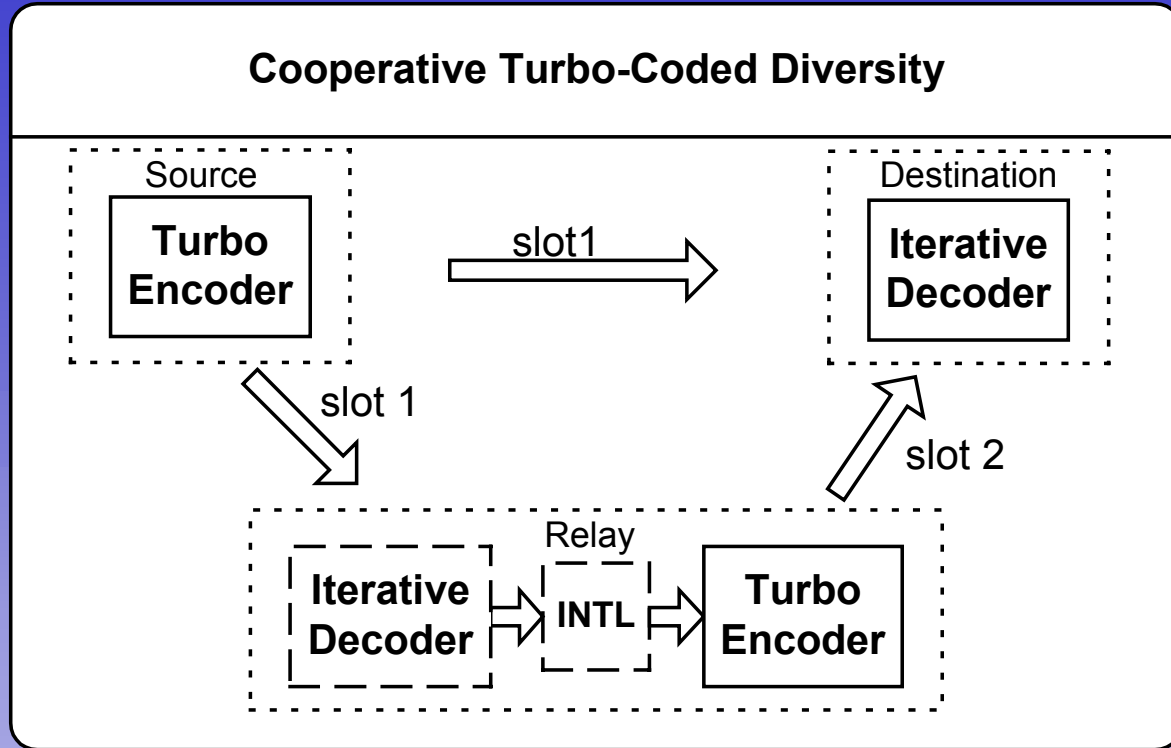 Cooperative Turbo-Coded Diversity
Source
Turbo
Encoder
slot1
Destination
Iterative
Decoder
slot 1
slot 2
Relay
Iterative
Decoder
INTL
Turbo
Encoder